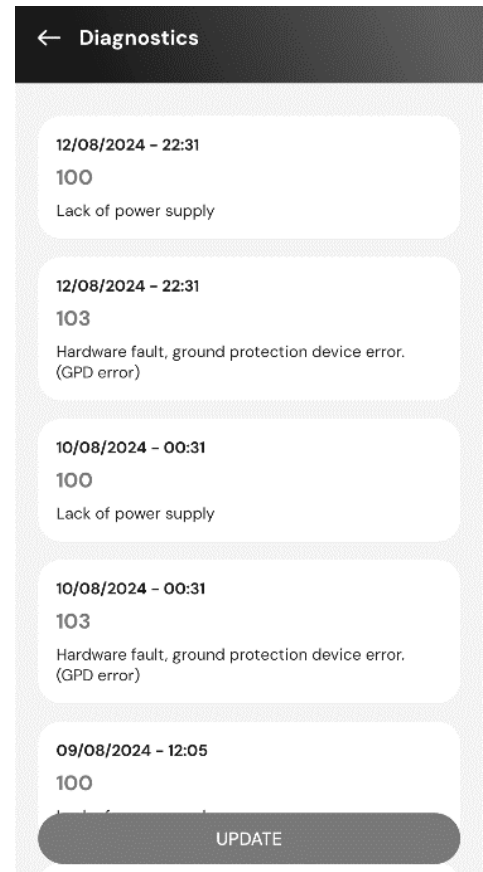 Diagnostics
12/08/2024 – 22:31
100
Lack of power supply
12/08/2024 – 22:31
103
Hardware fault, ground protection device error.
(GPD error)
10/08/2024 – 00:31
100
Lack of power supply
10/08/2024 – 00:31
103
Hardware fault, ground protection device error.
(GPD error)
09/08/2024 – 12:05
100
UPDATE